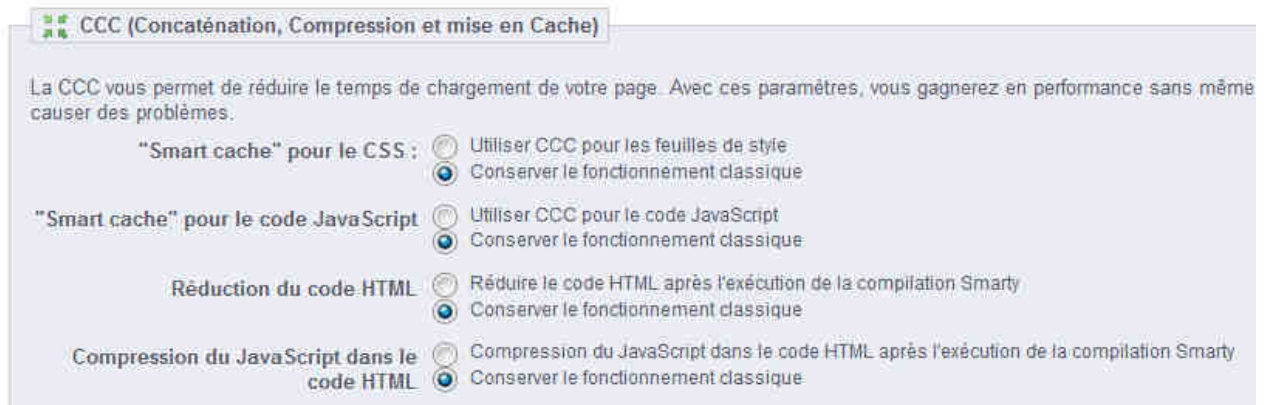 CCC (Concaténation, Compression et mise en Cache)
La CCC vous permet de réduire le temps de chargement de votre page. Avec ces paramètres, vous gagnerez en performance sans même
causer des problèmes.
"Smart cache" pour le CSS :
Utiliser CCC pour les feuilles de style
Conserver le fonctionnement classique
"Smart cache" pour le code JavaScript
Utiliser CCC pour le code JavaScript
Conserver le fonctionnement classique
Réduction du code HTML
Réduire le code HTML après l'exécution de la compilation Smarty
Conserver le fonctionnement classique
Compression du JavaScript dans le
code HTML
Compression du JavaScript dans le code HTML après l'exécution de la compilation Smarty
Conserver le fonctionnement classique